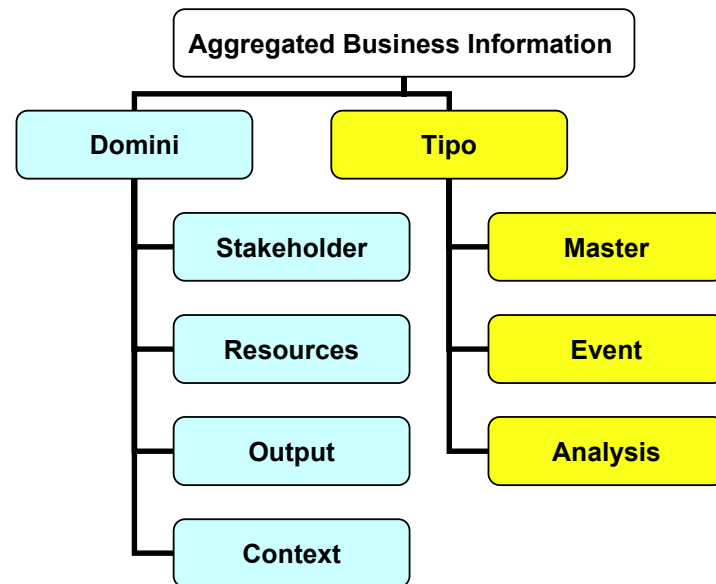 Aggregated Business Information
Domini
Tipo
Stakeholder
Master
Resources
Event
Output
Analysis
Context